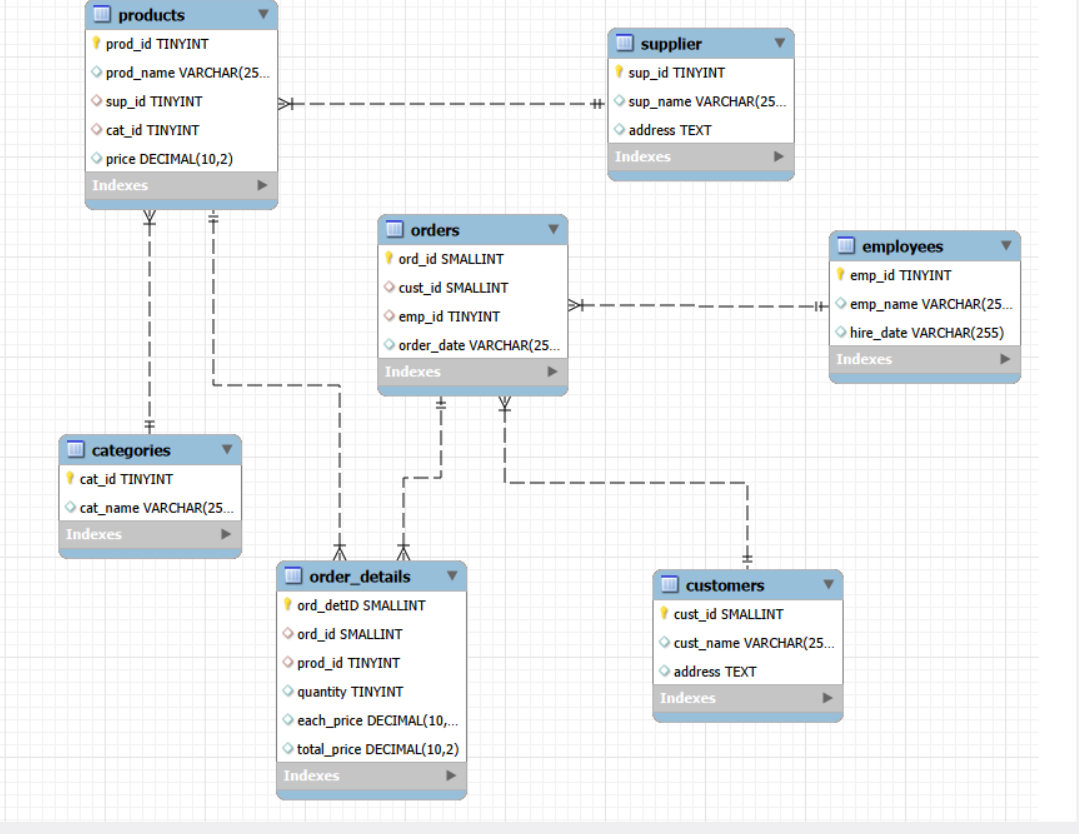 products
prod_id TINYINT
prod_name VARCHAR(25...
sup_id TINYINT
cat_id TINYINT
price DECIMAL(10,2)
Indexes
supplier
sup_id TINYINT
sup_name VARCHAR(25...
address TEXT
Indexes
orders
ord_id SMALLINT
cust_id SMALLINT
emp_id TINYINT
order_date VARCHAR(25...
Indexes
employees
emp_id TINYINT
emp_name VARCHAR(25...
hire_date VARCHAR(255)
Indexes
categories
cat_id TINYINT
cat_name VARCHAR(25...
Indexes
order_details
ord_detID SMALLINT
ord_id SMALLINT
prod_id TINYINT
quantity TINYINT
each_price DECIMAL(10,...
total_price DECIMAL(10,2)
Indexes
customers
cust_id SMALLINT
cust_name VARCHAR(25...
address TEXT
Indexes